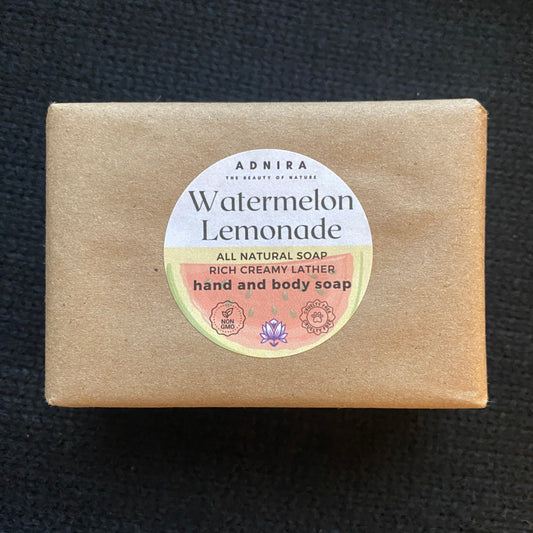 ADNIRA
THE BEAUTY OF NATURE
Watermelon
Lemonade
ALL NATURAL SOAP
RICH CREAMY LATHER
hand and body soap
NON
GMO